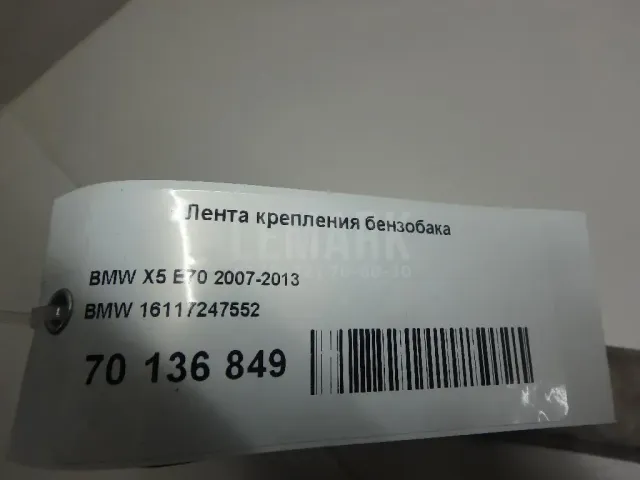 Лента крепления бензобака
BMW X5 E70 2007-2013
BMW 16117247552
70 136 849